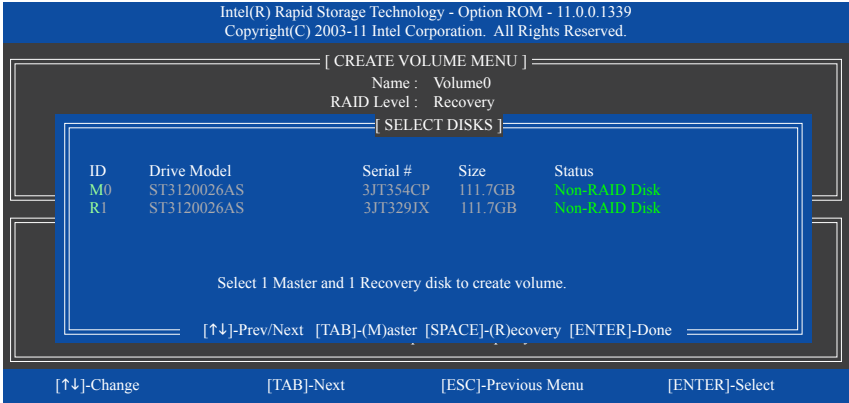 Intel(R) Rapid Storage Technology - Option ROM - 11.0.0.1339
Copyright(C) 2003-11 Intel Corporation. All Rights Reserved.
[ CREATE VOLUME MENU ]
Name : Volume0
RAID Level : Recovery
[ SELECT DISKS ]
ID Drive Model Serial # Size Status
M0 ST3120026AS 3JT354CP 111.7GB Non-RAID Disk
R1 ST3120026AS 3JT329JX 111.7GB Non-RAID Disk
Select 1 Master and 1 Recovery disk to create volume.
[↑↓]-Prev/Next [TAB]-(M)aster [SPACE]-(R)ecovery [ENTER]-Done
[↑↓]-Change [TAB]-Next [ESC]-Previous Menu [ENTER]-Select